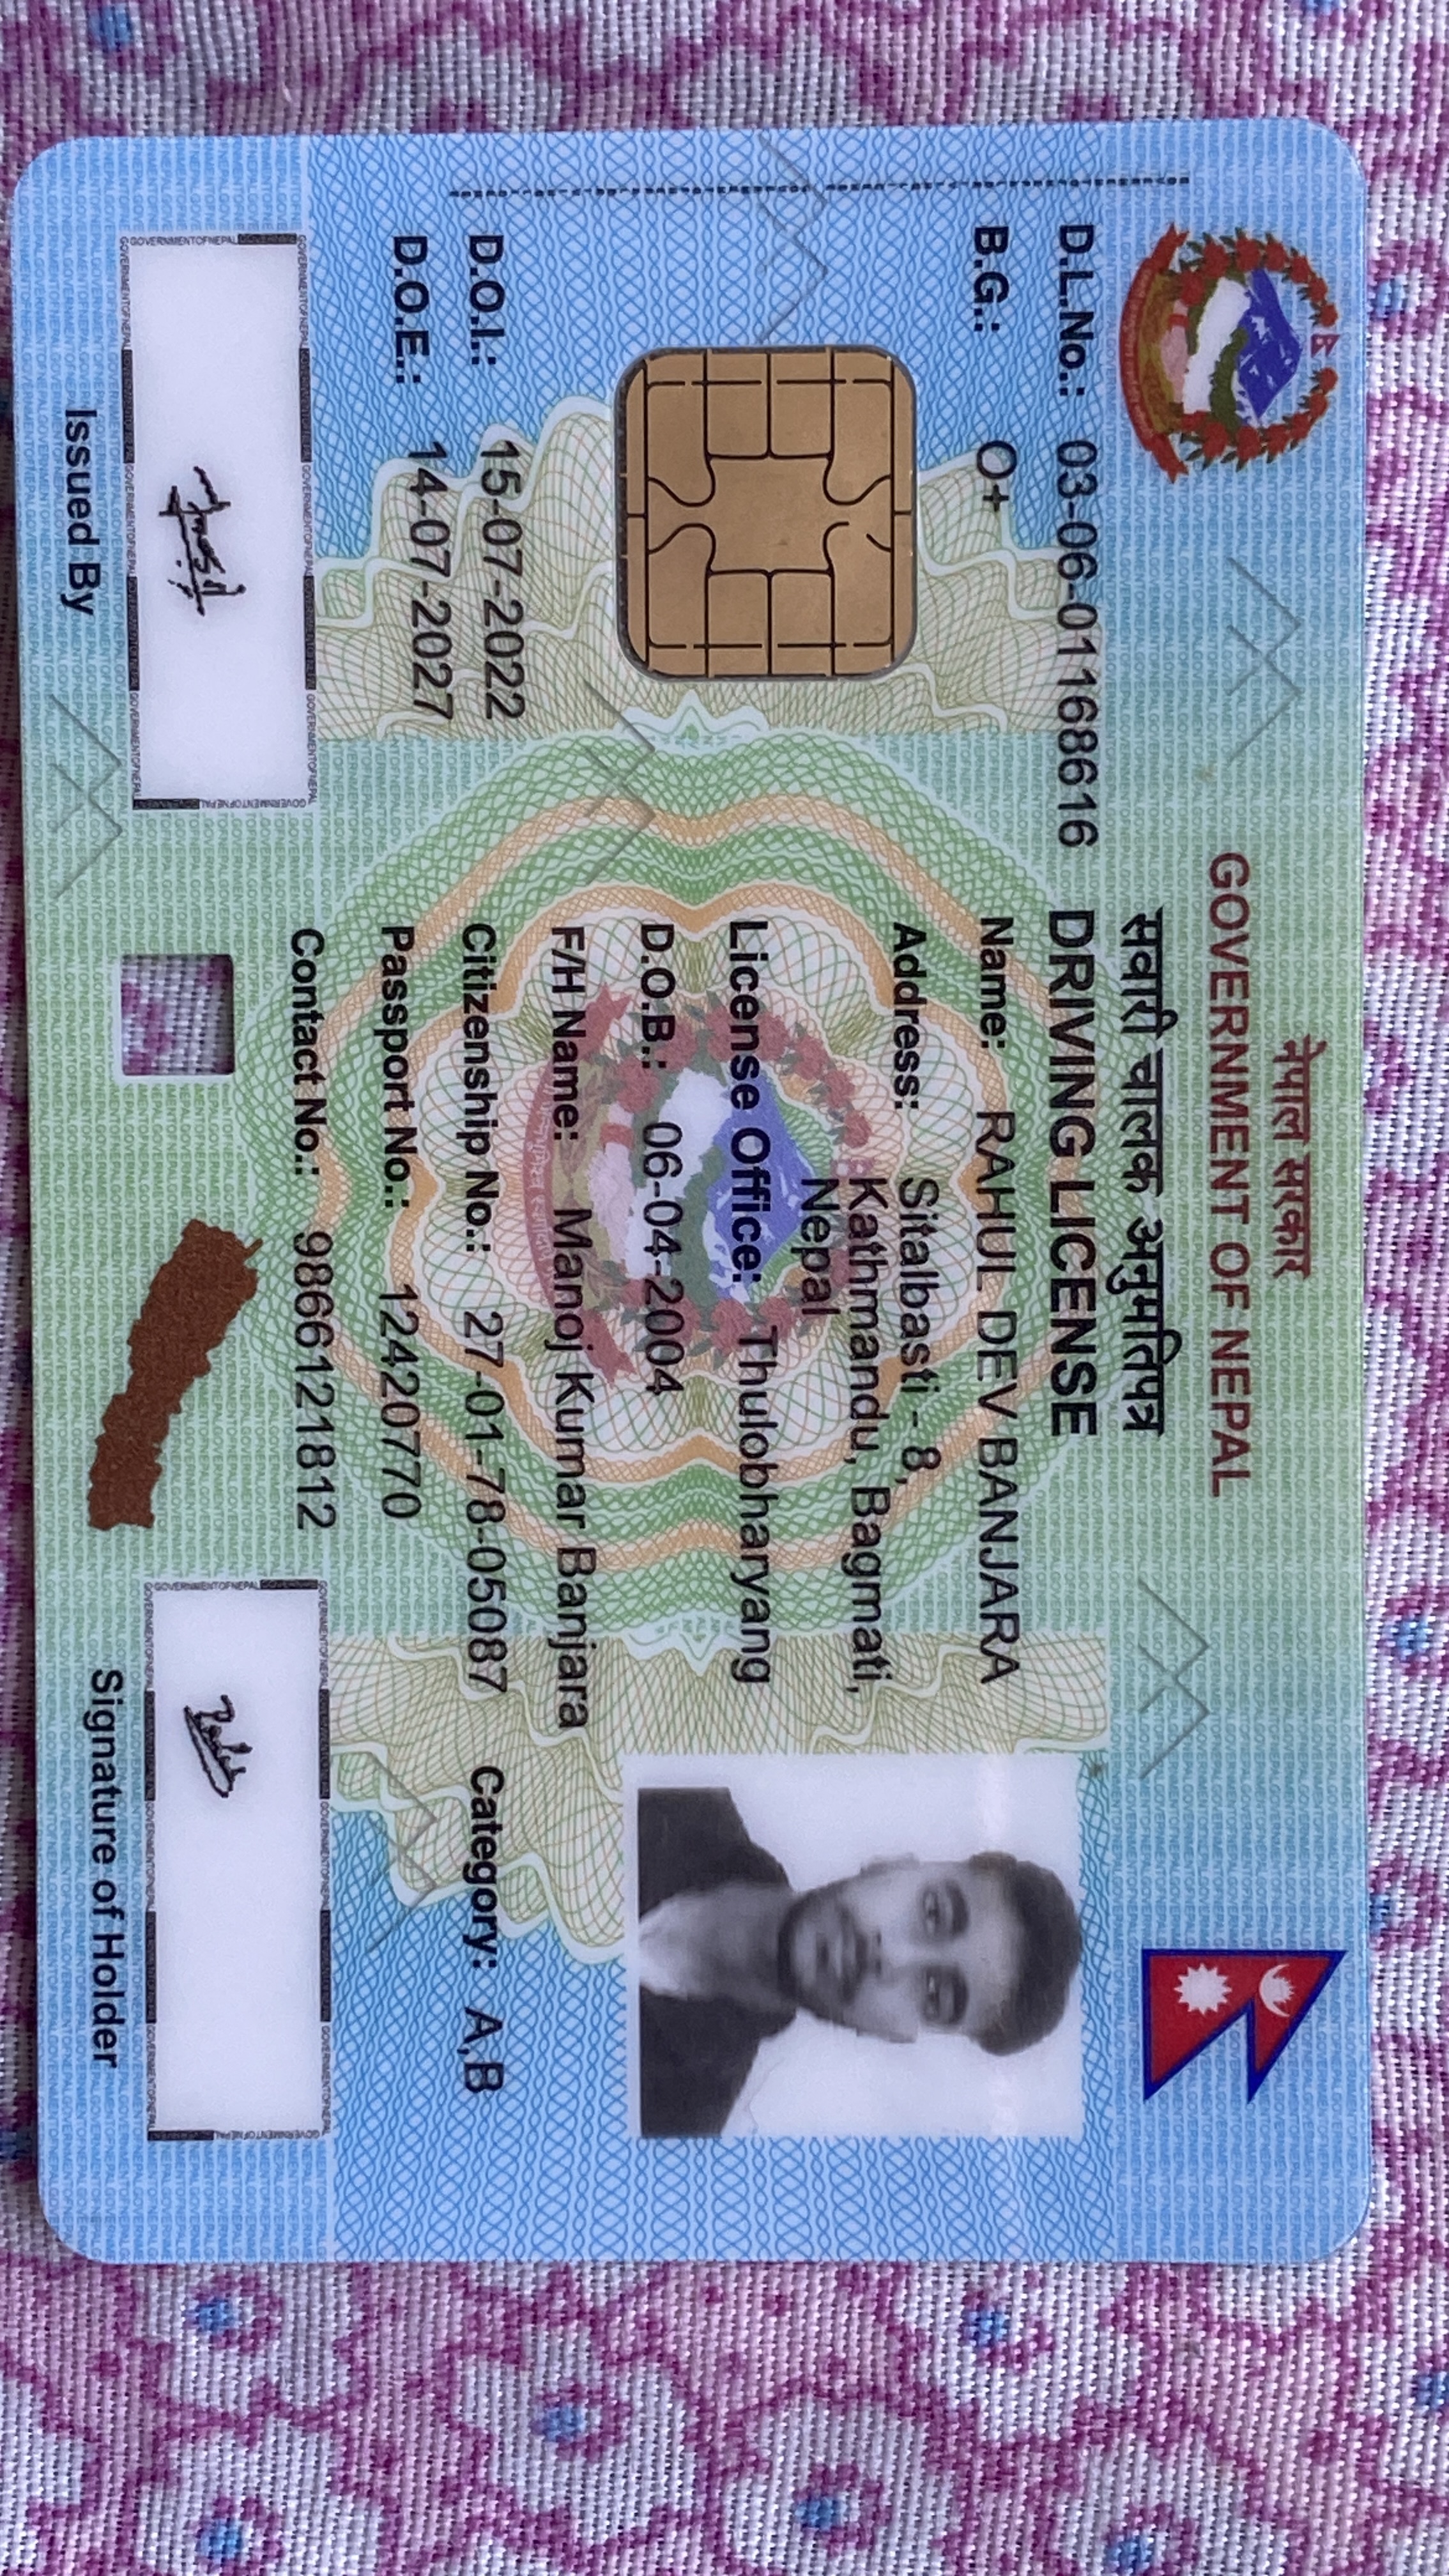 नेपाल सरकार
GOVERNMENT OF NEPAL
सवारी चालक अनुमतिपत्र
DRIVING LICENSE
D.L.No.: 03-06-01168616
B.G.: O+
Name: RAHUL DEV BANJARA
Address: Sitalbasti - 8,
Kathmandu, Bagmati,
Nepal
License Office: Thulobharyang
D.O.B.: 06-04-2004
F/H Name: Manoj Kumar Banjara
D.O.I.: 15-07-2022
D.O.E.: 14-07-2027
Citizenship No.: 27-01-78-05087
Category: A,B
Passport No.: 12420770
Contact No.: 9866121812
Issued By
Signature of Holder